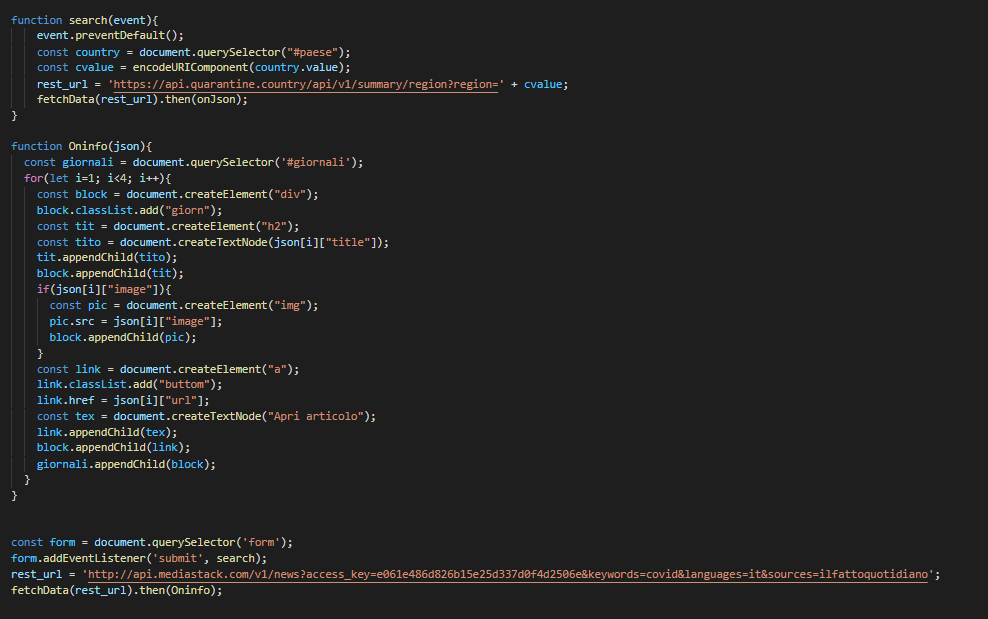 function search(event){
event.preventDefault();
const country = document.querySelector("#paese");
const cvalue = encodeURIComponent(country.value);
rest_url = 'https://api.quarantine.country/api/v1/summary/region?region=' + cvalue;
fetchData(rest_url).then(onJson);
}
function Oninfo(json){
const giornali = document.querySelector('#giornali');
for(let i=1; i<4; i++){
const block = document.createElement("div");
block.classList.add("giorn");
const tit = document.createElement("h2");
const tito = document.createTextNode(json[i]["title"]);
tit.appendChild(tito);
block.appendChild(tit);
if(json[i]["image"]){
const pic = document.createElement("img");
pic.src = json[i]["image"];
block.appendChild(pic);
}
const link = document.createElement("a");
link.classList.add("buttom");
link.href = json[i]["url"];
const tex = document.createTextNode("Apri articolo");
link.appendChild(tex);
block.appendChild(link);
giornali.appendChild(block);
}
}
const form = document.querySelector('form');
form.addEventListener('submit', search);
rest_url = 'http://api.mediastack.com/v1/news?access_key=e061e486d826b15e25d337d0f4d2506e&keywords=covid&languages=it&sources=ilfattoquotidiano';
fetchData(rest_url).then(Oninfo);